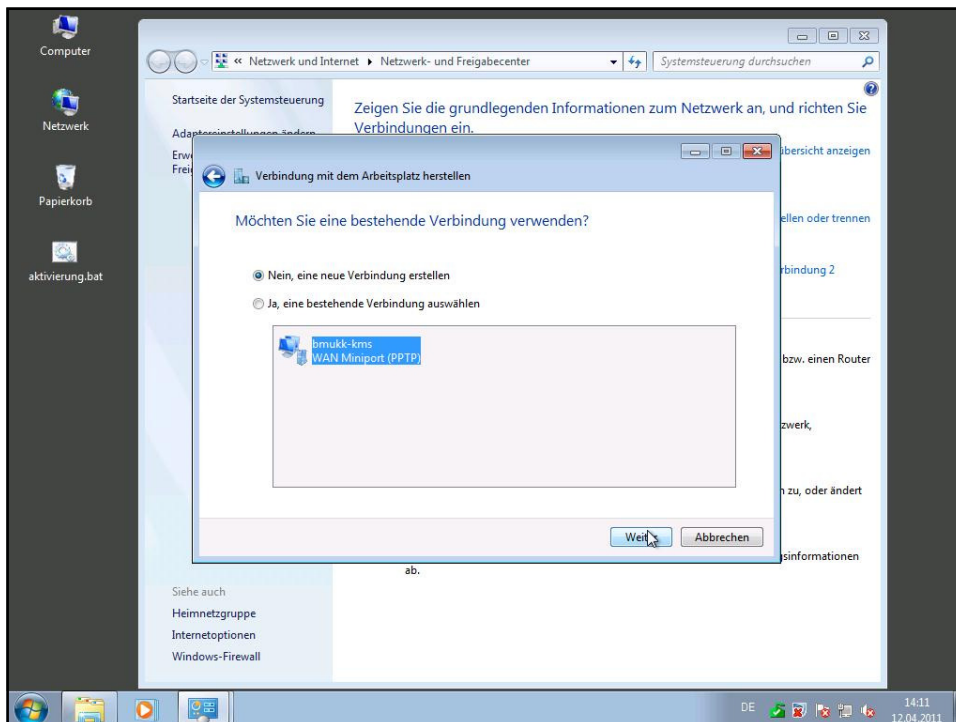 Computer
Netzwerk
Papierkorb
aktivierung.bat
« Netzwerk und Internet Netzwerk- und Freigabecenter
Systemsteuerung durchsuchen
Startseite der Systemsteuerung
Adaptereinstellungen ändern
Zeigen Sie die grundlegenden Informationen zum Netzwerk an, und richten Sie
Verbindungen ein.
Verbindung mit dem Arbeitsplatz herstellen
Möchten Sie eine bestehende Verbindung verwenden?
Nein, eine neue Verbindung erstellen
Ja, eine bestehende Verbindung auswählen
bmukk-kms
WAN Miniport (PPTP)
Abbrechen
bersicht anzeigen
oder trennen
rbindung 2
bzw. einen Router
zwerk,
zu, oder ändert
sinformationen
ab.
Siehe auch
Heimnetzgruppe
Internetoptionen
Windows-Firewall
DE
14:11
12.04.2011